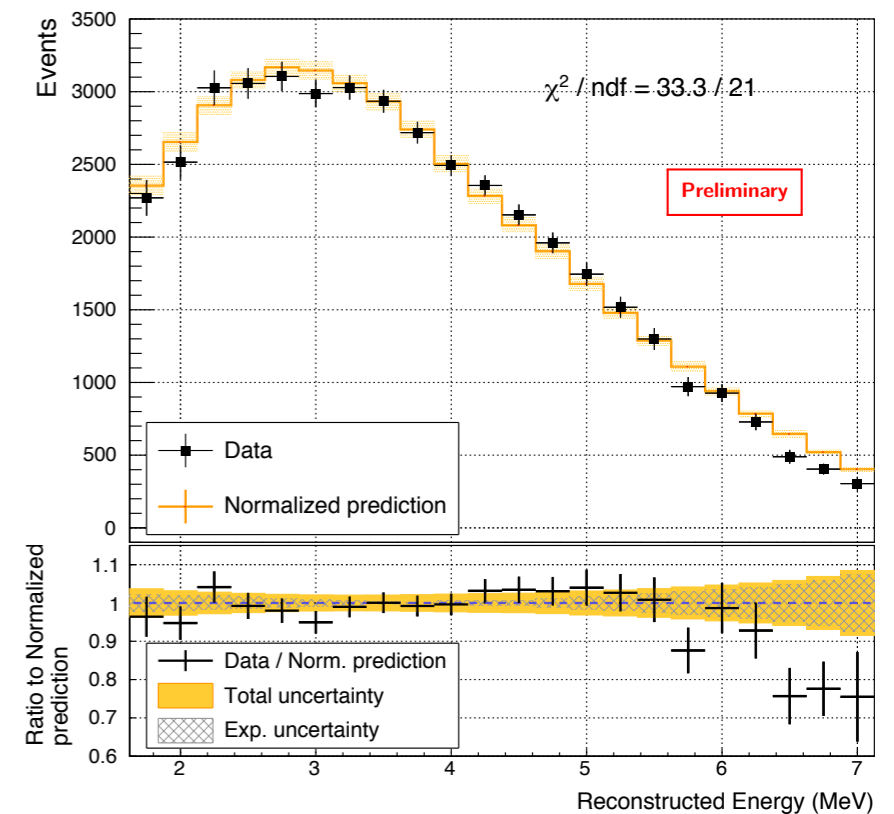 3500
3000
2500
2000
1500
1000
500
0
Events
χ² / ndf = 33.3 / 21
Preliminary
Data
Normalized prediction
1.1
1
0.9
0.8
0.7
0.6
Ratio to Normalized
prediction
Data / Norm. prediction
Total uncertainty
Exp. uncertainty
2 3 4 5 6 7
Reconstructed Energy (MeV)